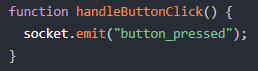 function handleButtonClick() {
  socket.emit("button_pressed");
}